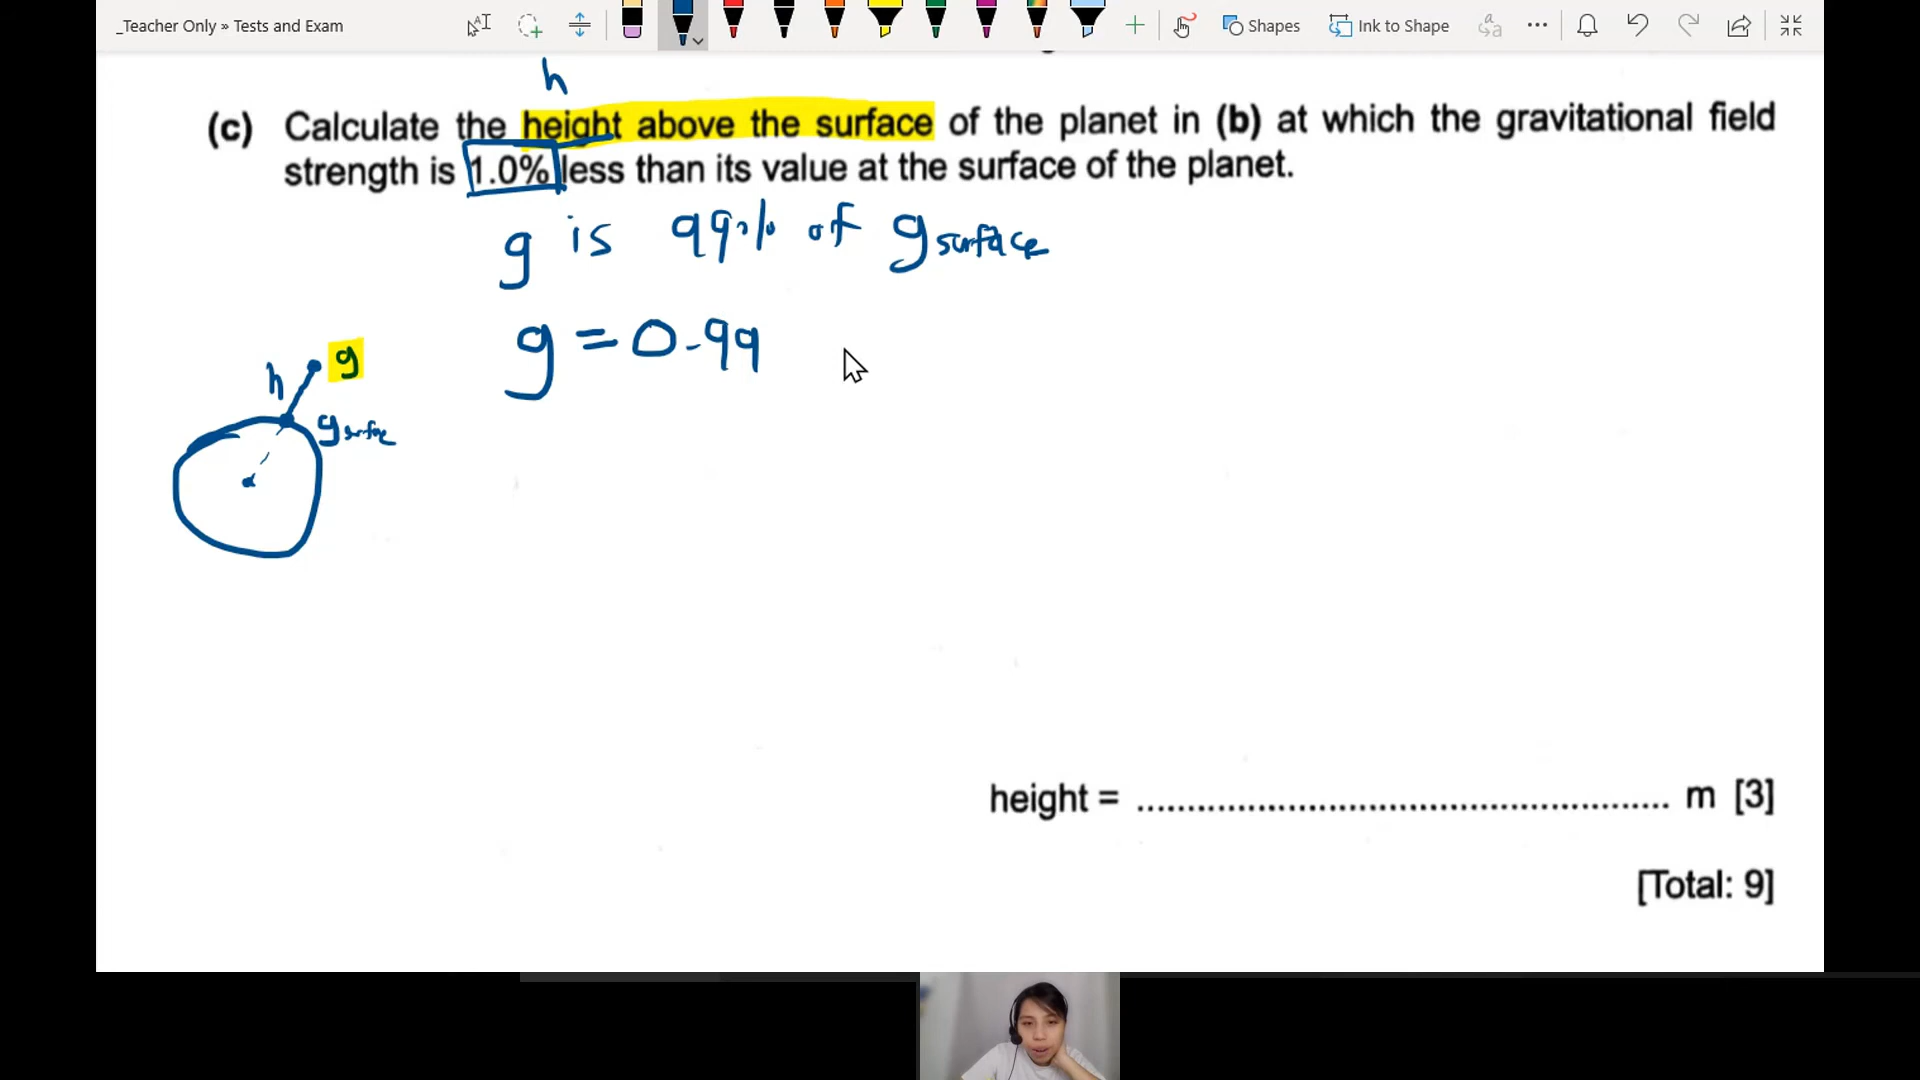 _Teacher Only » Tests and Exam
Shapes
Ink to Shape
h
(c) Calculate the height above the surface of the planet in (b) at which the gravitational field
strength is 1.0% less than its value at the surface of the planet.
g is 99% of g surface
g = 0.99
h g
g surface
height = ........................................................ m [3]
[Total: 9]